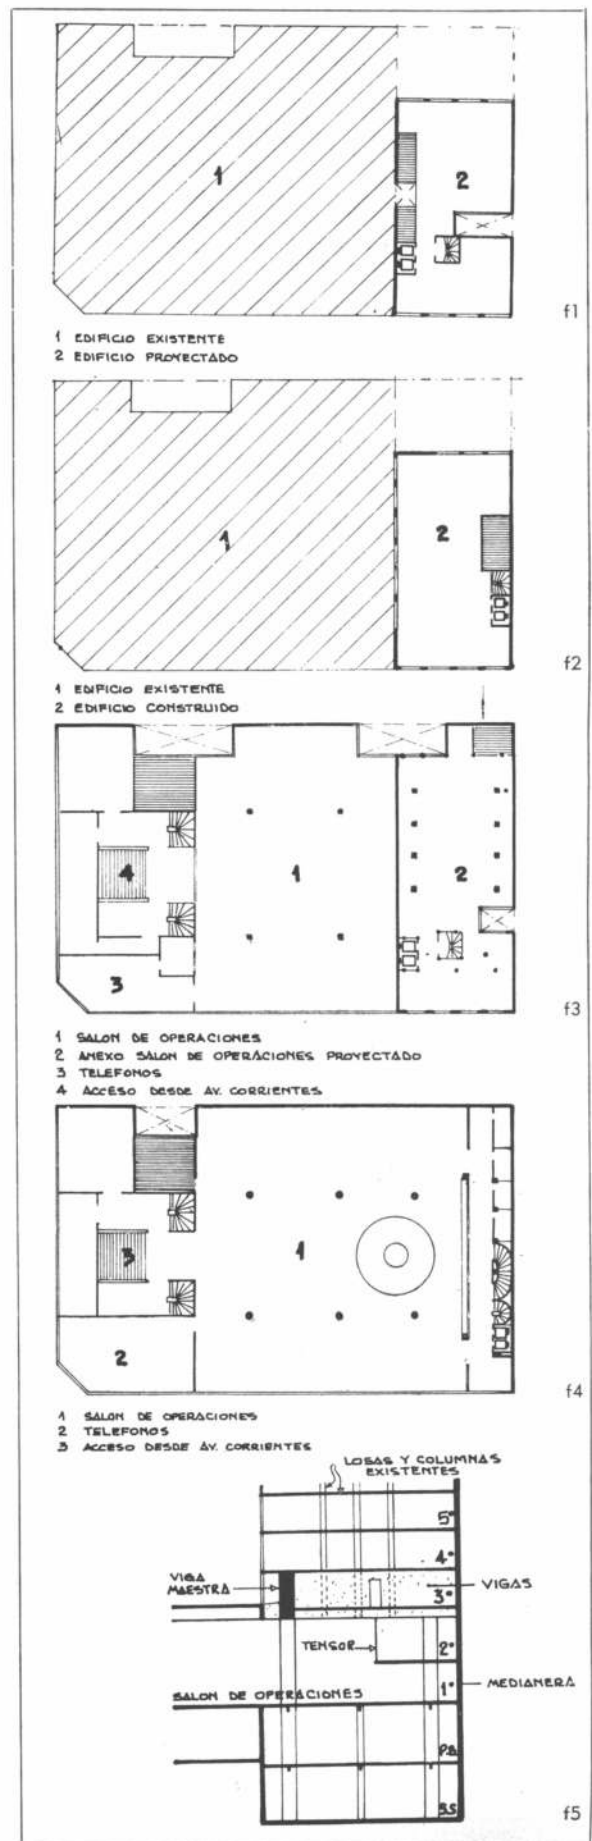 1
2
f1
1 EDIFICIO EXISTENTE
2 EDIFICIO PROYECTADO
1
2
f2
1 EDIFICIO EXISTENTE
2 EDIFICIO CONSTRUIDO
4
1
2
3
f3
1 SALON DE OPERACIONES
2 ANEXO SALON DE OPERACIONES PROYECTADO
3 TELEFONOS
4 ACCESO DESDE AV. CORRIENTES
3
1
2
f4
1 SALON DE OPERACIONES
2 TELEFONOS
3 ACCESO DESDE AV. CORRIENTES
LOSAS Y COLUMNAS
EXISTENTES
5°
4°
VIGA
MAESTRA
VIGAS
3°
TENSOR
2°
1°
MEDIANERA
SALON DE OPERACIONES
P.B.
S.S.
f5